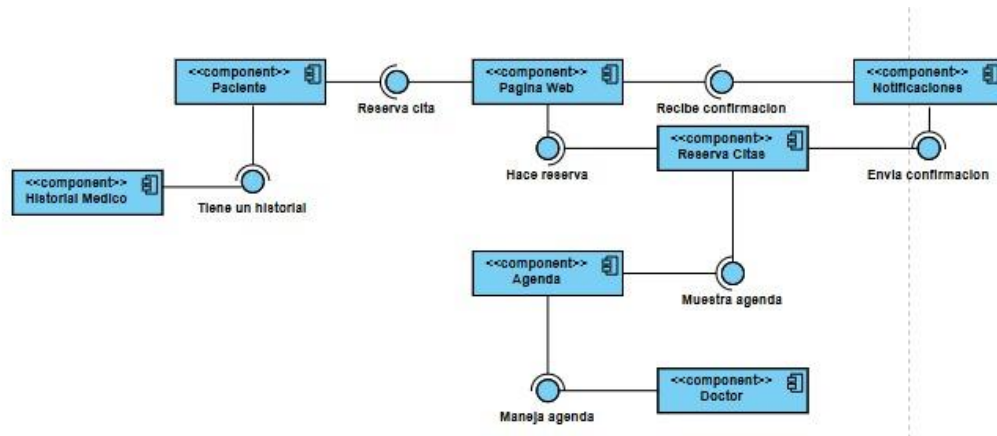 <<component>>
Paciente
Reserva cita
<<component>>
Pagina Web
Recibe confirmacion
<<component>>
Notificaciones
<<component>>
Historial Medico
Tiene un historial
Hace reserva
<<component>>
Reserva Citas
Envia confirmacion
<<component>>
Agenda
Muestra agenda
Maneja agenda
<<component>>
Doctor